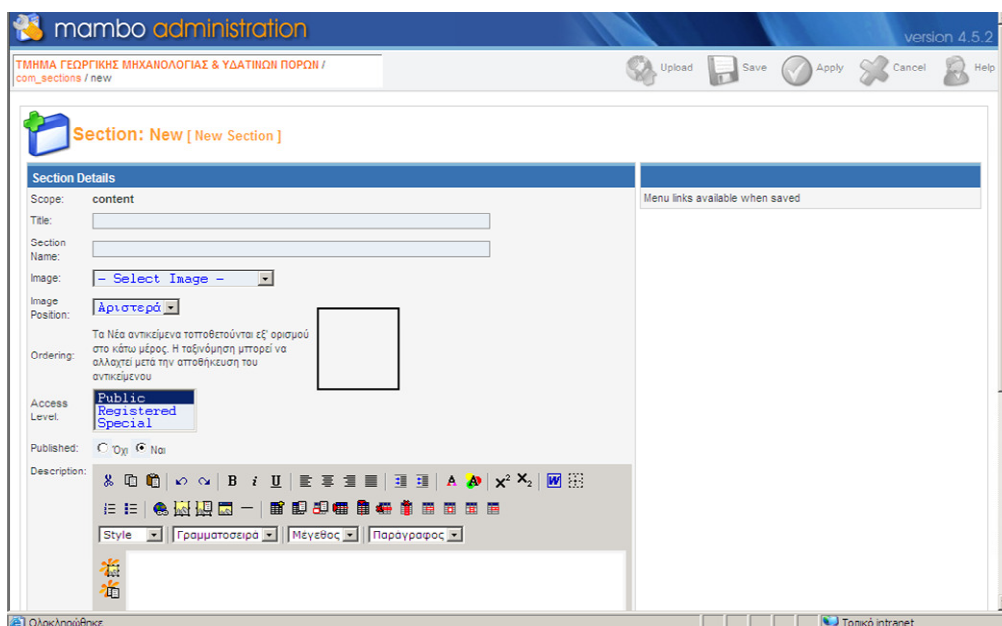 mambo administration
version 4.5.2
ΤΜΗΜΑ ΓΕΩΡΓΙΚΗΣ ΜΗΧΑΝΟΛΟΓΙΑΣ & ΥΔΑΤΙΝΩΝ ΠΟΡΩΝ /
com_sections / new
Upload Save Apply Cancel Help
Section: New [ New Section ]
Section Details
Scope: content
Menu links available when saved
Title:
Section
Name:
Image: - Select Image -
Image
Position: Αριστερά
Ordering: Τα Νέα αντικείμενα τοποθετούνται εξ' ορισμού
στο κάτω μέρος. Η ταξινόμηση μπορεί να
αλλαχτεί μετά την αποθήκευση του
αντικείμενου
Access
Level:
Public
Registered
Special
Published: Όχι Ναι
Description:
B i U A x² X₂ W
Style Γραμματοσειρά Μέγεθος Παράγραφος
Ολοκληρώθηκε Τοπικό intranet